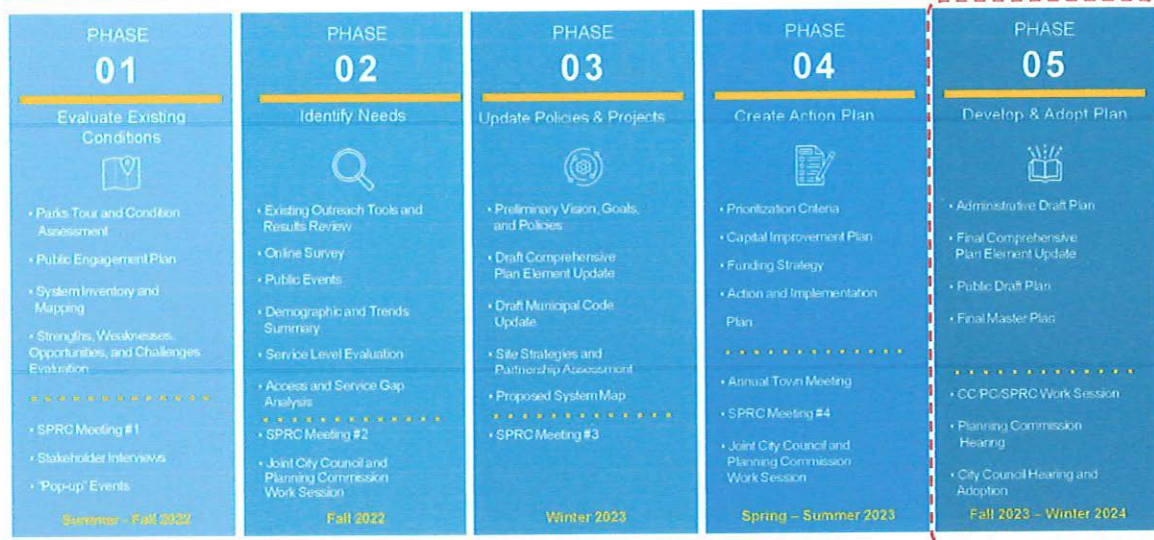 PHASE
01
Evaluate Existing
Conditions
• Parks Tour and Condition
Assessment
• Public Engagement Plan
• System Inventory and
Mapping
• Strengths, Weaknesses,
Opportunities, and Challenges
Evaluation
• SPRC Meeting #1
• Stakeholder Interviews
• "Pop-up" Events
Summer - Fall 2022
PHASE
02
Identify Needs
• Existing Outreach Tools and
Results Review
• Online Survey
• Public Events
• Demographic and Trends
Summary
• Service Level Evaluation
• Access and Service Gap
Analysis
• SPRC Meeting #2
• Joint City Council and
Planning Commission
Work Session
Fall 2022
PHASE
03
Update Policies & Projects
• Preliminary Vision, Goals,
and Policies
• Draft Comprehensive
Plan Element Update
• Draft Municipal Code
Update
• Site Strategies and
Partnership Assessment
• Proposed System Map
• SPRC Meeting #3
Winter 2023
PHASE
04
Create Action Plan
• Prioritization Criteria
• Capital Improvement Plan
• Funding Strategy
• Action and Implementation
Plan
• Annual Town Meeting
• SPRC Meeting #4
• Joint City Council and
Planning Commission
Work Session
Spring – Summer 2023
PHASE
05
Develop & Adopt Plan
• Administrative Draft Plan
• Final Comprehensive
Plan Element Update
• Public Draft Plan
• Final Master Plan
• CC/PC/SPRC Work Session
• Planning Commission
Hearing
• City Council Hearing and
Adoption
Fall 2023 – Winter 2024